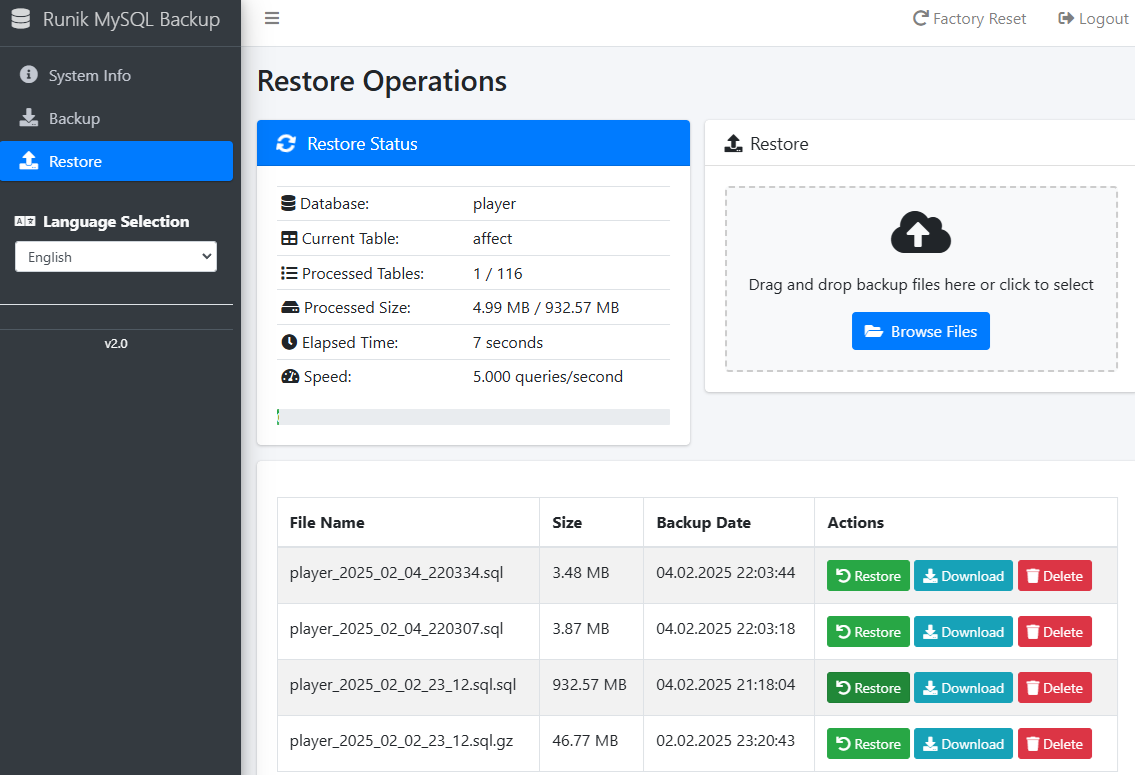 Runik MySQL Backup
Factory Reset
Logout
System Info
Backup
Restore
Language Selection
English
v2.0
Restore Operations
Restore Status
Database: player
Current Table: affect
Processed Tables: 1 / 116
Processed Size: 4.99 MB / 932.57 MB
Elapsed Time: 7 seconds
Speed: 5.000 queries/second
Restore
Drag and drop backup files here or click to select
Browse Files
File Name Size Backup Date Actions
player_2025_02_04_220334.sql 3.48 MB 04.02.2025 22:03:44 Restore Download Delete
player_2025_02_04_220307.sql 3.87 MB 04.02.2025 22:03:18 Restore Download Delete
player_2025_02_02_23_12.sql.sql 932.57 MB 04.02.2025 21:18:04 Restore Download Delete
player_2025_02_02_23_12.sql.gz 46.77 MB 02.02.2025 23:20:43 Restore Download Delete